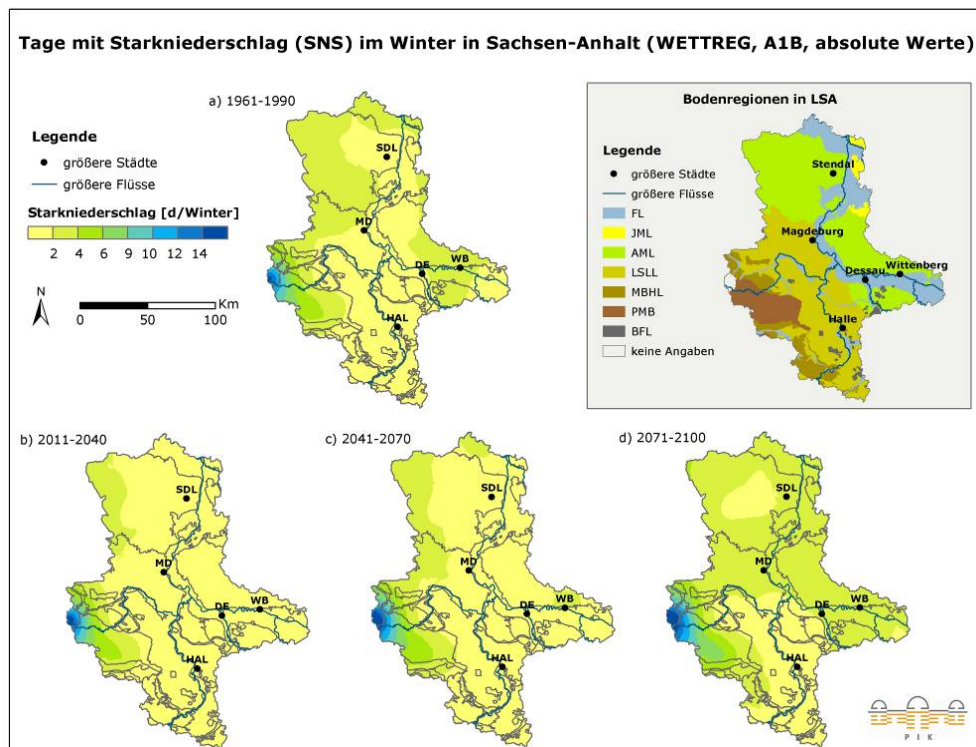 Tage mit Starkniederschlag (SNS) im Winter in Sachsen-Anhalt (WETTREG, A1B, absolute Werte)
a) 1961-1990
Legende
größere Städte
größere Flüsse
Starkniederschlag [d/Winter]
2 4 6 9 10 12 14
N
Km
0 50 100
SDL
MD
DE
WB
HAL
Bodenregionen in LSA
Legende
größere Städte
größere Flüsse
FL
JML
AML
LSLL
MBHL
PMB
BFL
keine Angaben
Stendal
Magdeburg
Wittenberg
Dessau
Halle
b) 2011-2040
SDL
MD
WB
DE
HAL
c) 2041-2070
SDL
MD
WB
DE
HAL
d) 2071-2100
SDL
MD
WB
DE
HAL
P I K